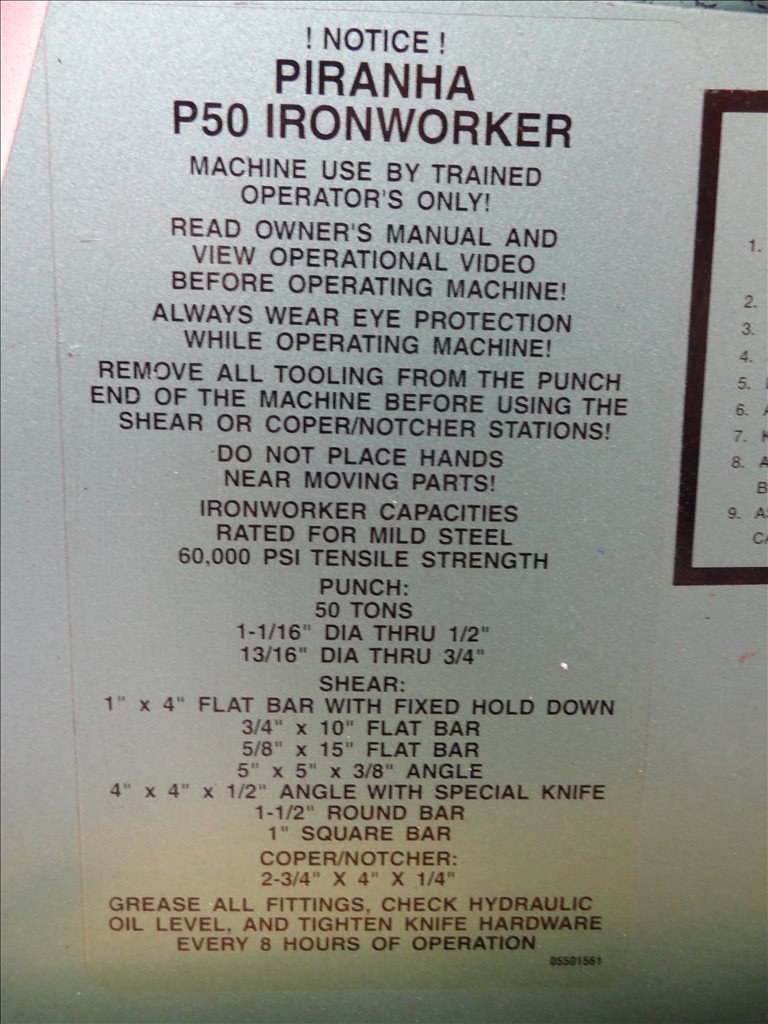 ! NOTICE !
PIRANHA
P50 IRONWORKER
MACHINE USE BY TRAINED
OPERATOR'S ONLY!
READ OWNER'S MANUAL AND
VIEW OPERATIONAL VIDEO
BEFORE OPERATING MACHINE!
ALWAYS WEAR EYE PROTECTION
WHILE OPERATING MACHINE!
REMOVE ALL TOOLING FROM THE PUNCH
END OF THE MACHINE BEFORE USING THE
SHEAR OR COPER/NOTCHER STATIONS!
DO NOT PLACE HANDS
NEAR MOVING PARTS!
IRONWORKER CAPACITIES
RATED FOR MILD STEEL
60,000 PSI TENSILE STRENGTH
PUNCH:
50 TONS
1-1/16" DIA THRU 1/2"
13/16" DIA THRU 3/4"
SHEAR:
1" x 4" FLAT BAR WITH FIXED HOLD DOWN
3/4" x 10" FLAT BAR
5/8" x 15" FLAT BAR
5" x 5" x 3/8" ANGLE
4" x 4" x 1/2" ANGLE WITH SPECIAL KNIFE
1-1/2" ROUND BAR
1" SQUARE BAR
COPER/NOTCHER:
2-3/4" X 4" X 1/4"
GREASE ALL FITTINGS, CHECK HYDRAULIC
OIL LEVEL, AND TIGHTEN KNIFE HARDWARE
EVERY 8 HOURS OF OPERATION
05501561
1.
2.
3.
4.
5.
6.
7.
8.
9.